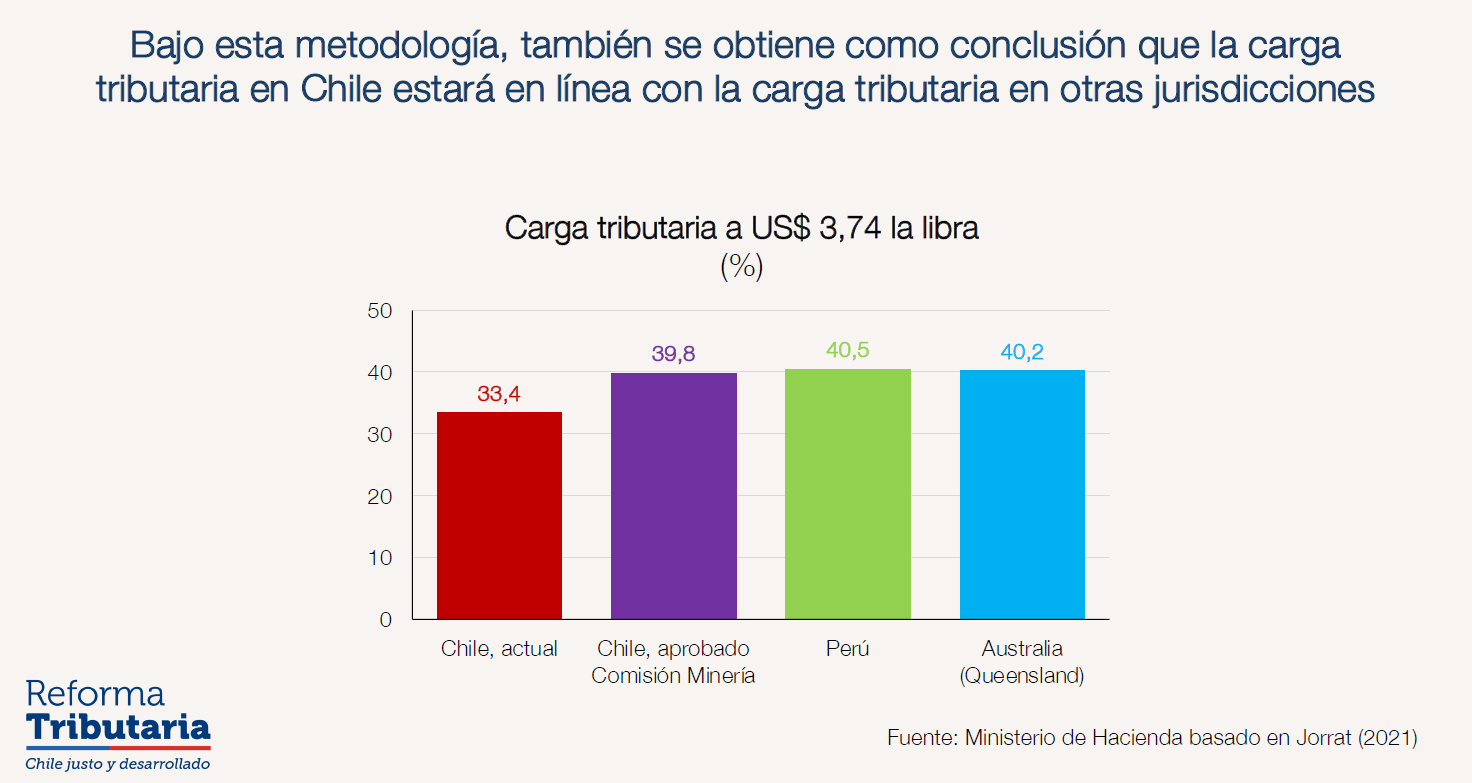 Bajo esta metodología, también se obtiene como conclusión que la carga
tributaria en Chile estará en línea con la carga tributaria en otras jurisdicciones
Carga tributaria a US$ 3,74 la libra
(%)
50
40
30
20
10
0
33,4
39,8
40,5
40,2
Chile, actual
Chile, aprobado
Comisión Minería
Perú
Australia
(Queensland)
Reforma
Tributaria
Chile justo y desarrollado
Fuente: Ministerio de Hacienda basado en Jorrat (2021)